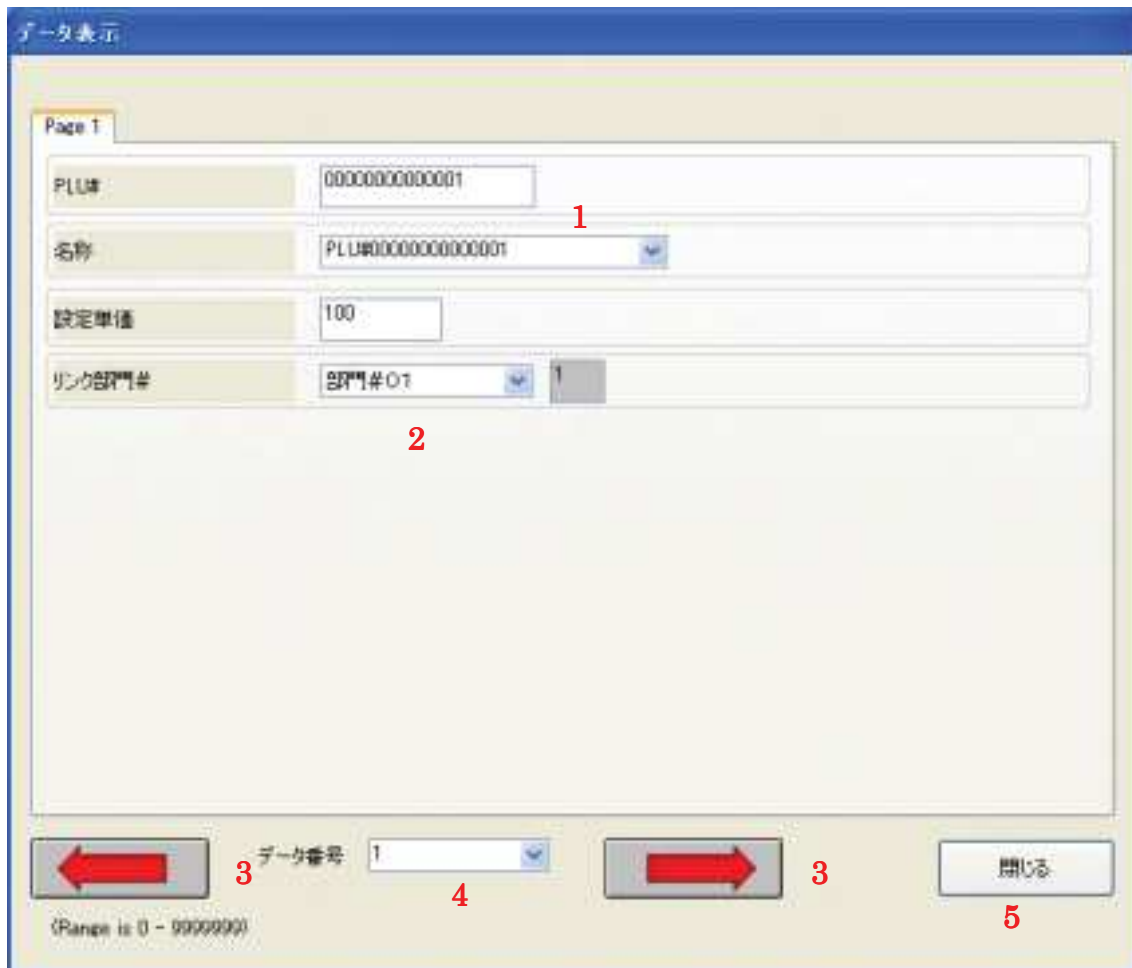 データ表示
Page 1
PLU# 00000000000001
1
名称 PLU#00000000000001
設定単価 100
リンク部門# 部門#01 1
2
データ番号 1 閉じる
3 4 3 5
(Range is 0 - 9999999)